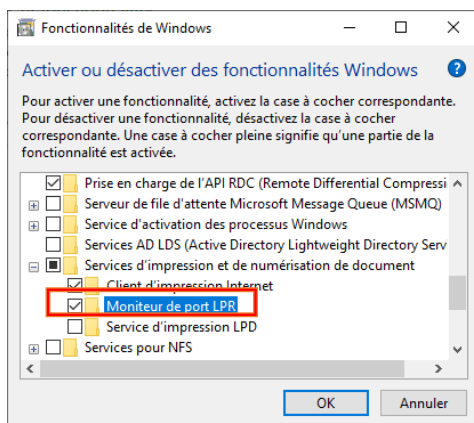 Fonctionnalités de Windows
Activer ou désactiver des fonctionnalités Windows
Pour activer une fonctionnalité, activez la case à cocher correspondante.
Pour désactiver une fonctionnalité, désactivez la case à cocher
correspondante. Une case à cocher pleine signifie qu'une partie de la
fonctionnalité est activée.
Prise en charge de l'API RDC (Remote Differential Compressi
Serveur de file d'attente Microsoft Message Queue (MSMQ)
Service d'activation des processus Windows
Services AD LDS (Active Directory Lightweight Directory Serv
Services d'impression et de numérisation de document
Client d'impression Internet
Moniteur de port LPR
Service d'impression LPD
Services pour NFS
OK Annuler